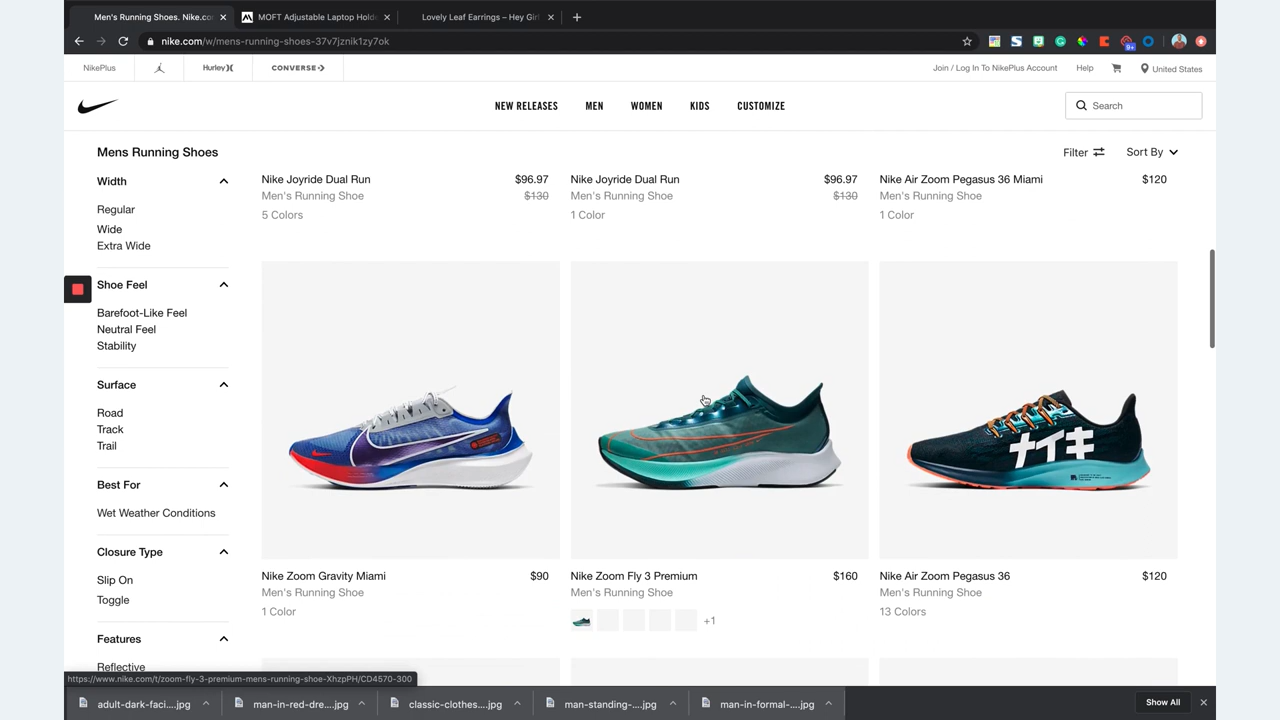 Men's Running Shoes. Nike.co
MOFT Adjustable Laptop Hold
Lovely Leaf Earrings – Hey Girl
nike.com/w/mens-running-shoes-37v7jznik1zy7ok
9+
NikePlus
Hurley
CONVERSE
Join / Log In To NikePlus Account
Help
United States
NEW RELEASES
MEN
WOMEN
KIDS
CUSTOMIZE
Search
Mens Running Shoes
Filter
Sort By
Width
Regular
Wide
Extra Wide
Shoe Feel
Barefoot-Like Feel
Neutral Feel
Stability
Surface
Road
Track
Trail
Best For
Wet Weather Conditions
Closure Type
Slip On
Toggle
Features
Reflective
Nike Joyride Dual Run $96.97
Men's Running Shoe $130
5 Colors
Nike Joyride Dual Run $96.97
Men's Running Shoe $130
1 Color
Nike Air Zoom Pegasus 36 Miami $120
Men's Running Shoe
1 Color
ナイキ
Nike Zoom Gravity Miami $90
Men's Running Shoe
1 Color
Nike Zoom Fly 3 Premium $160
Men's Running Shoe
+1
Nike Air Zoom Pegasus 36 $120
Men's Running Shoe
13 Colors
https://www.nike.com/t/zoom-fly-3-premium-mens-running-shoe-XhzpPH/CD4570-300
adult-dark-faci....jpg
man-in-red-dre....jpg
classic-clothes....jpg
man-standing-....jpg
man-in-formal-....jpg
Show All